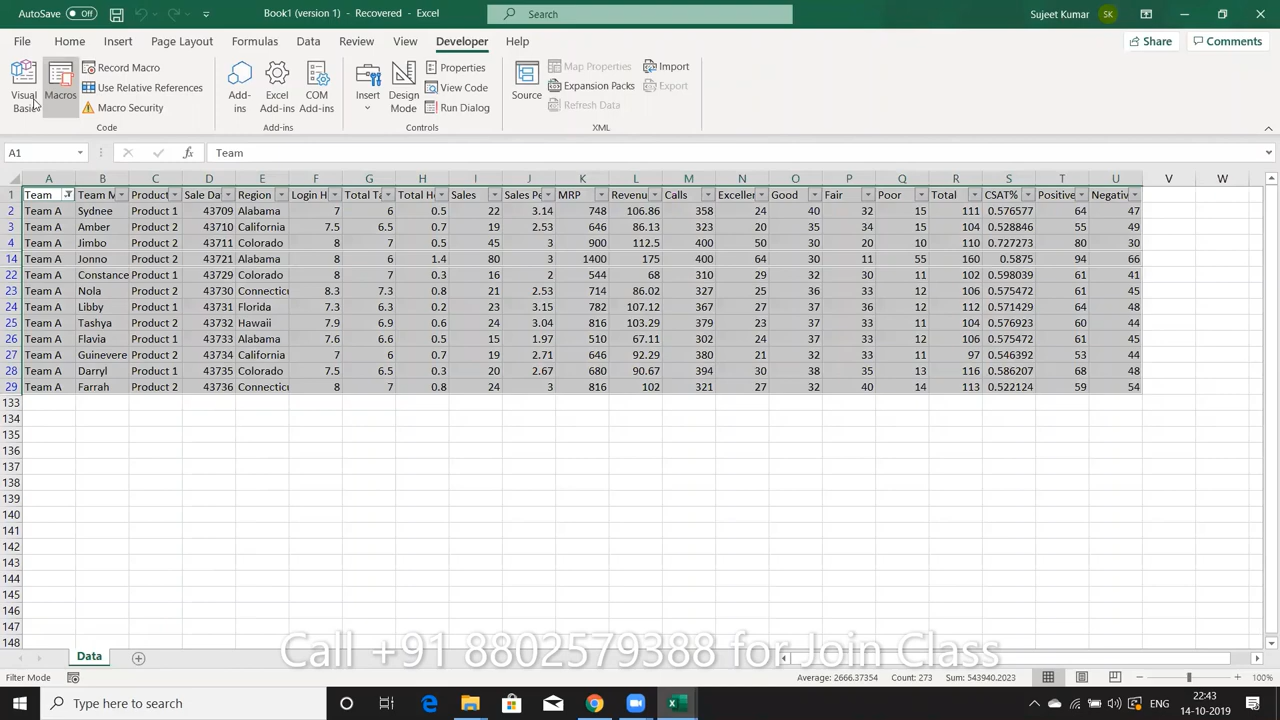 AutoSave Off Book1 (version 1) - Recovered - Excel Search Sujeet Kumar SK
File Home Insert Page Layout Formulas Data Review View Developer Help Share Comments
Visual Basic Macros Record Macro Use Relative References Macro Security Code
Add-ins Excel Add-ins COM Add-ins Add-ins
Insert Design Mode Properties View Code Run Dialog Controls
Source Map Properties Expansion Packs Refresh Data Import Export XML
A1 fx Team
A B C D E F G H I J K L M N O P Q R S T U V W
1 Team Team M Product Sale Da Region Login H Total Ta Total H Sales Sales Pe MRP Revenu Calls Excellen Good Fair Poor Total CSAT% Positive Negativ
2 Team A Sydnee Product 1 43709 Alabama 7 6 0.5 22 3.14 748 106.86 358 24 40 32 15 111 0.576577 64 47
3 Team A Amber Product 2 43710 California 7.5 6.5 0.7 19 2.53 646 86.13 323 20 35 34 15 104 0.528846 55 49
4 Team A Jimbo Product 2 43711 Colorado 8 7 0.5 45 3 900 112.5 400 50 30 20 10 110 0.727273 80 30
14 Team A Jonno Product 2 43721 Alabama 8 6 1.4 80 2 1400 175 400 64 30 11 55 160 0.5875 94 66
22 Team A Constance Product 1 43729 Colorado 8 7 0.3 16 2 544 68 310 29 32 30 11 102 0.598039 61 41
23 Team A Nola Product 2 43730 Connecticu 8.3 7.3 0.8 21 2.53 714 86.02 327 25 36 33 12 106 0.575472 61 45
24 Team A Libby Product 1 43731 Florida 7.3 6.3 0.2 23 3.15 782 107.12 367 27 37 36 12 112 0.571429 64 48
25 Team A Tashya Product 2 43732 Hawaii 7.9 6.9 0.6 24 3.04 816 103.29 379 23 37 33 11 104 0.576923 60 44
26 Team A Flavia Product 1 43733 Alabama 7.6 6.6 0.5 15 1.97 510 67.11 302 24 37 33 12 106 0.575471 61 45
27 Team A Guinevere Product 2 43734 California 7 6 0.7 19 2.71 646 92.29 380 21 32 33 11 97 0.546392 53 44
28 Team A Darryl Product 1 43735 Colorado 7.5 6.5 0.3 20 2.67 680 90.67 394 30 38 35 13 116 0.586207 68 48
29 Team A Farrah Product 2 43736 Connecticu 8 7 0.8 24 3 816 102 321 27 32 40 14 113 0.522124 59 54
133
134
135
136
137
138
139
140
141
142
143
144
145
146
147
148
Call +91 8802579388 for Join Class
Data
Filter Mode Average: 2666.37354 Count: 273 Sum: 543940.2023 100%
Type here to search ENG 22:43
14-10-2019